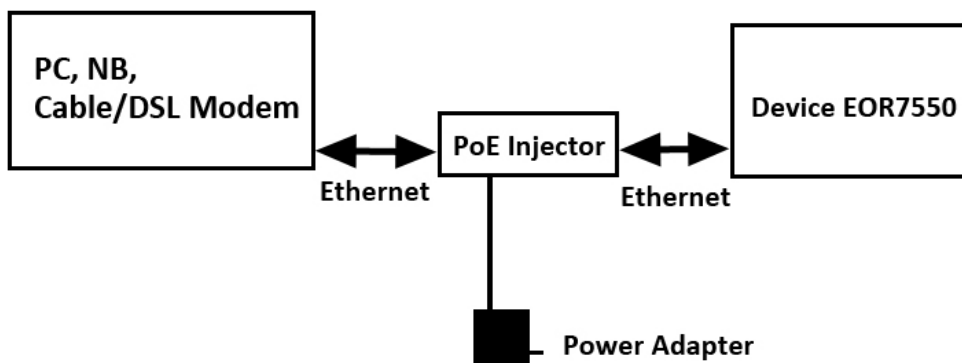 PC, NB,
Cable/DSL Modem
Ethernet
PoE Injector
Ethernet
Device EOR7550
Power Adapter